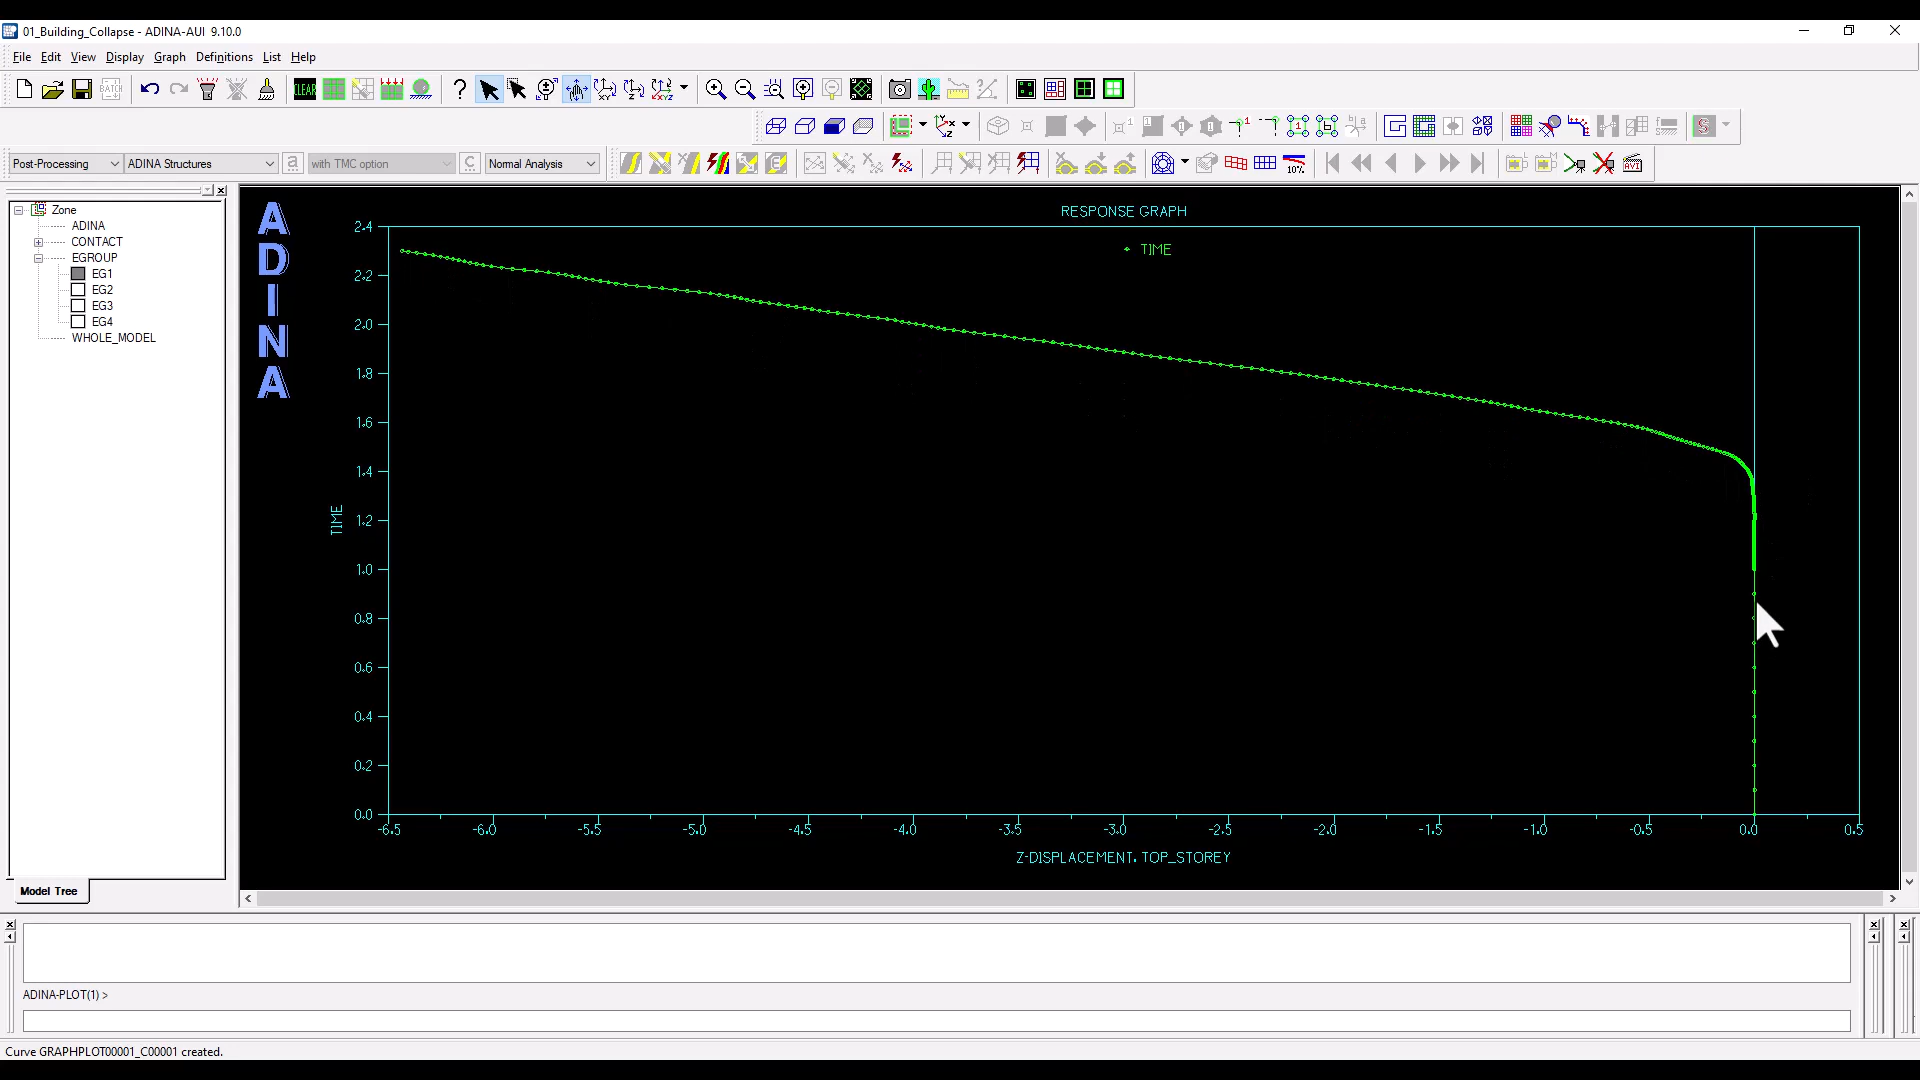 01_Building_Collapse - ADINA-AUI 9.10.0
File Edit View Display Graph Definitions List Help
BATCH CLEAR
Post-Processing ADINA Structures a with TMC option C Normal Analysis 10% AVI
Zone
ADINA
CONTACT
EGROUP
EG1
EG2
EG3
EG4
WHOLE_MODEL
Model Tree
A
D
I
N
A
RESPONSE GRAPH
TIME
2.4
2.2
2.0
1.8
1.6
1.4
1.2
1.0
0.8
0.6
0.4
0.2
0.0
TIME
-6.5 -6.0 -5.5 -5.0 -4.5 -4.0 -3.5 -3.0 -2.5 -2.0 -1.5 -1.0 -0.5 0.0 0.5
Z-DISPLACEMENT. TOP_STOREY
ADINA-PLOT(1) >
Curve GRAPHPLOT00001_C00001 created.